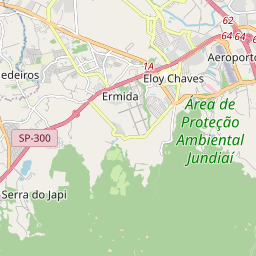 62
64
64 64
Aeroporto
edeiros
1A
Eloy Chaves
Ermida
Área de
Proteção
Ambiental
Jundiaí
SP-300
Serra do Japi